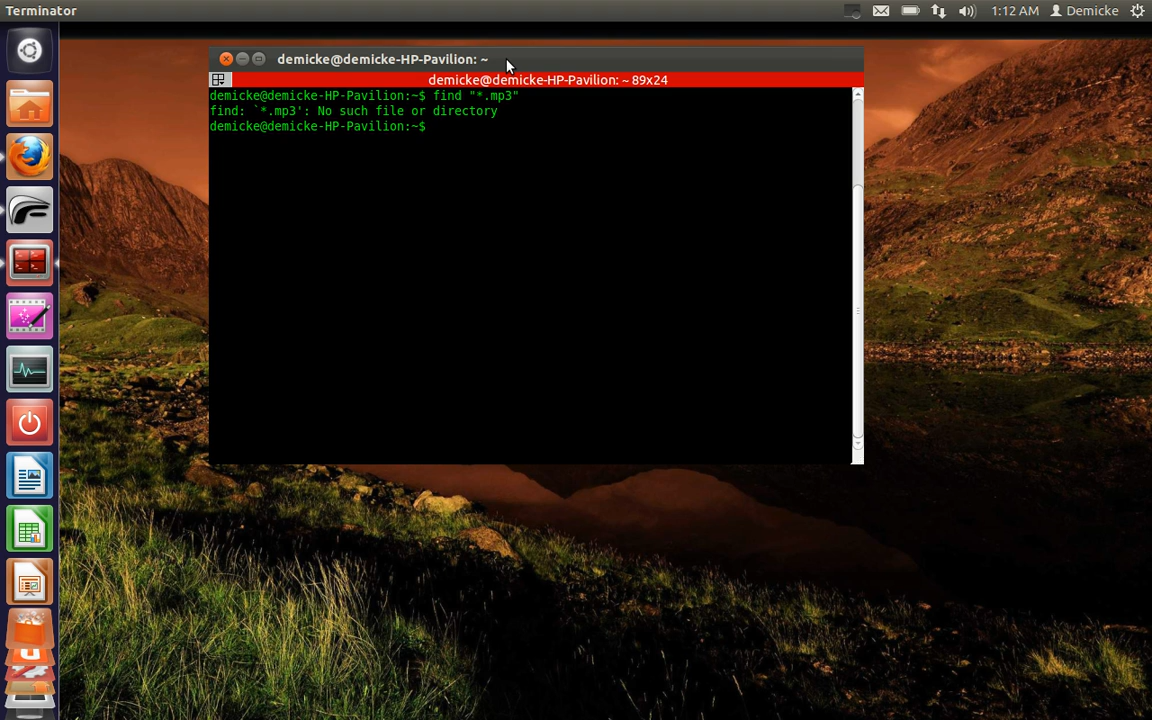 Terminator
1:12 AM Demicke
demicke@demicke-HP-Pavilion: ~
demicke@demicke-HP-Pavilion: ~ 89x24
demicke@demicke-HP-Pavilion:~$ find "*.mp3"
find: `*.mp3': No such file or directory
demicke@demicke-HP-Pavilion:~$